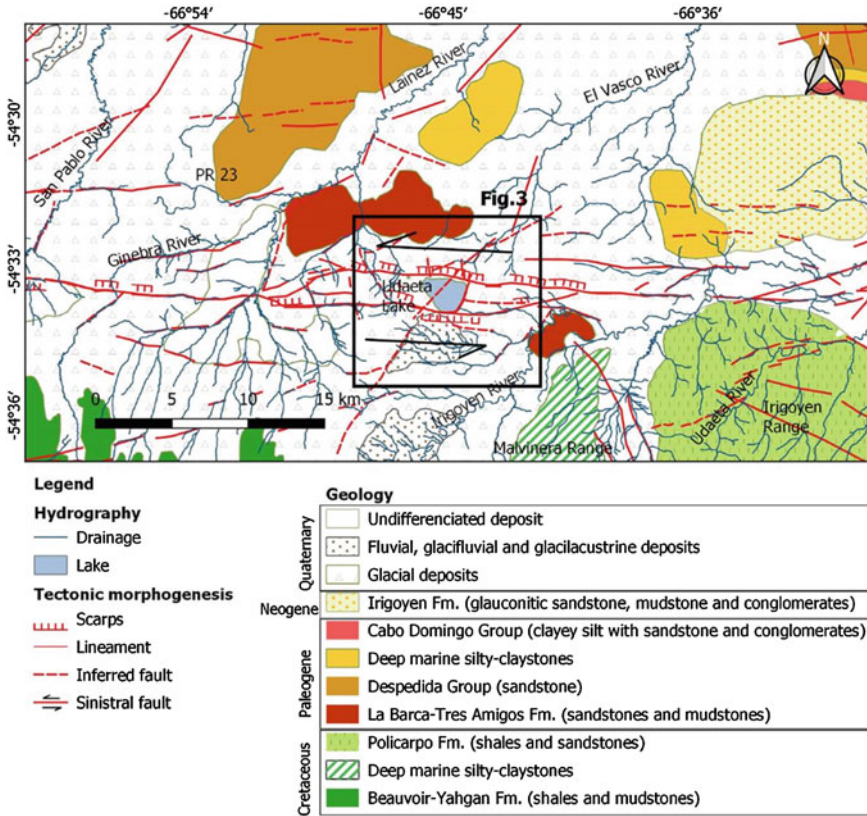 -66°54' -66°45' -66°36'
N
-54°30'
-54°33'
-54°36'
Lainez River
El Vasco River
San Pablo River
PR 23
Fig.3
Ginebra River
Udaeta
Lake
0 5 10 15 km
Irigoyen River
Malvinera Range
Udaeta River
Irigoyen
Range
Legend
Hydrography
Drainage
Lake
Tectonic morphogenesis
Scarps
Lineament
Inferred fault
Sinistral fault
Geology
Quaternary
Undifferenciated deposit
Fluvial, glacifluvial and glacilacustrine deposits
Glacial deposits
Neogene
Irigoyen Fm. (glauconitic sandstone, mudstone and conglomerates)
Paleogene
Cabo Domingo Group (clayey silt with sandstone and conglomerates)
Deep marine silty-claystones
Despedida Group (sandstone)
La Barca-Tres Amigos Fm. (sandstones and mudstones)
Cretaceous
Policarpo Fm. (shales and sandstones)
Deep marine silty-claystones
Beauvoir-Yahgan Fm. (shales and mudstones)